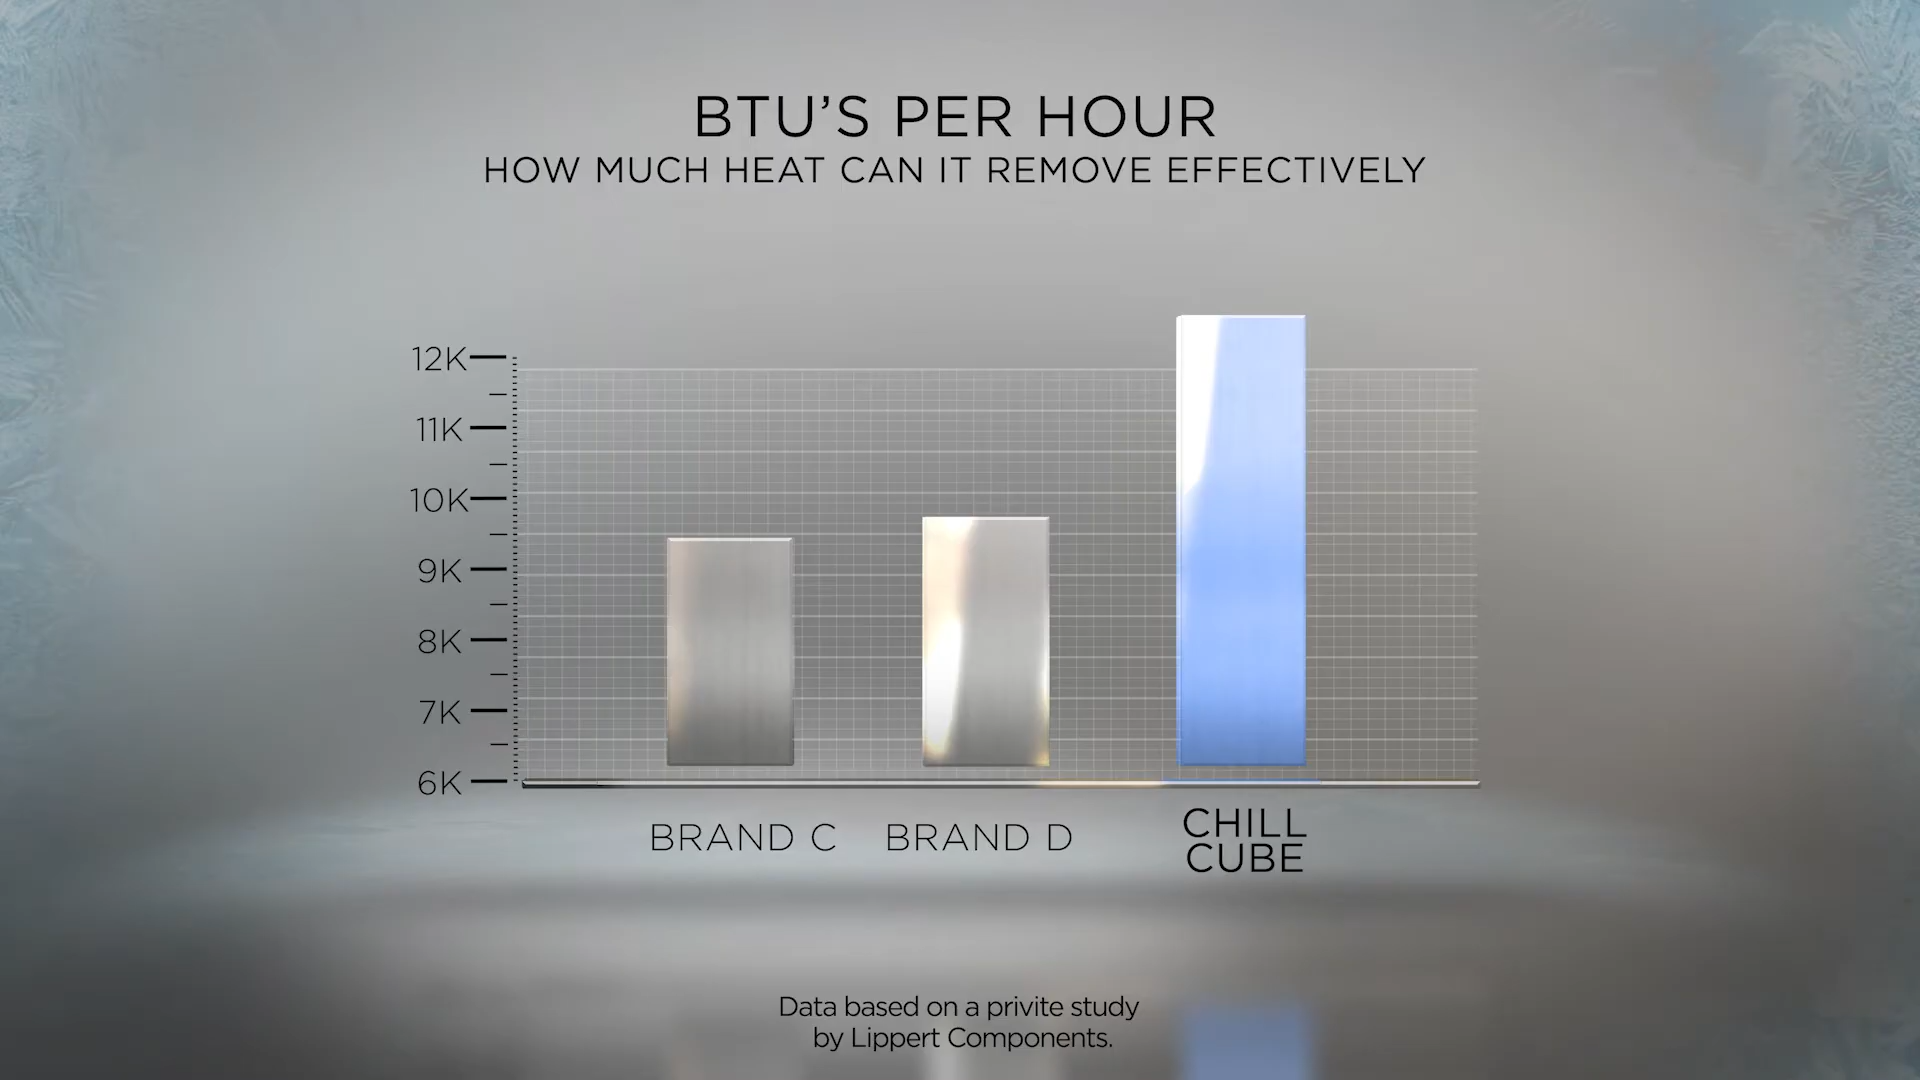 BTU'S PER HOUR
HOW MUCH HEAT CAN IT REMOVE EFFECTIVELY
12K
11K
10K
9K
8K
7K
6K
BRAND C
BRAND D
CHILL
CUBE
Data based on a privite study
by Lippert Components.